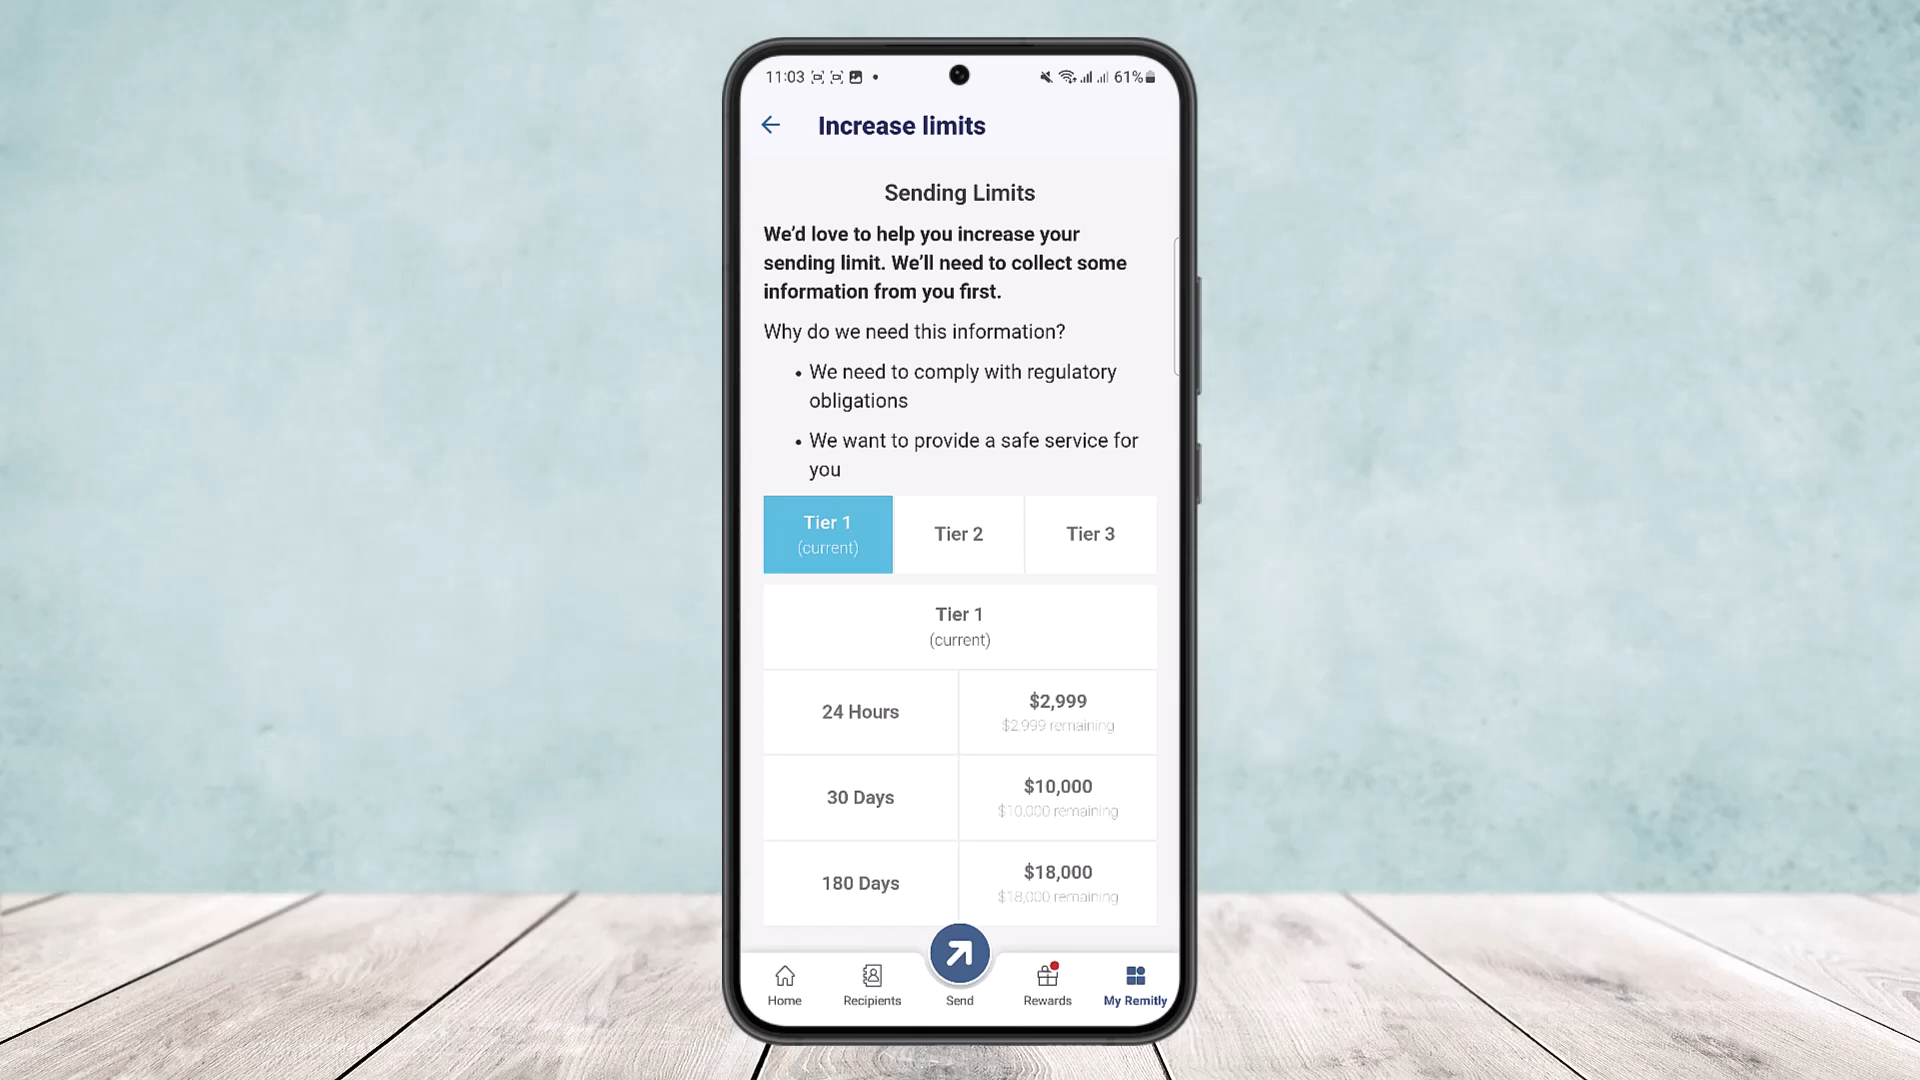 11:03
61%
Increase limits
Sending Limits
We'd love to help you increase your
sending limit. We'll need to collect some
information from you first.
Why do we need this information?
• We need to comply with regulatory
obligations
• We want to provide a safe service for
you
Tier 1
(current)
Tier 2
Tier 3
Tier 1
(current)
24 Hours
$2,999
$2,999 remaining
30 Days
$10,000
$10,000 remaining
180 Days
$18,000
$18,000 remaining
Home
Recipients
Send
Rewards
My Remitly